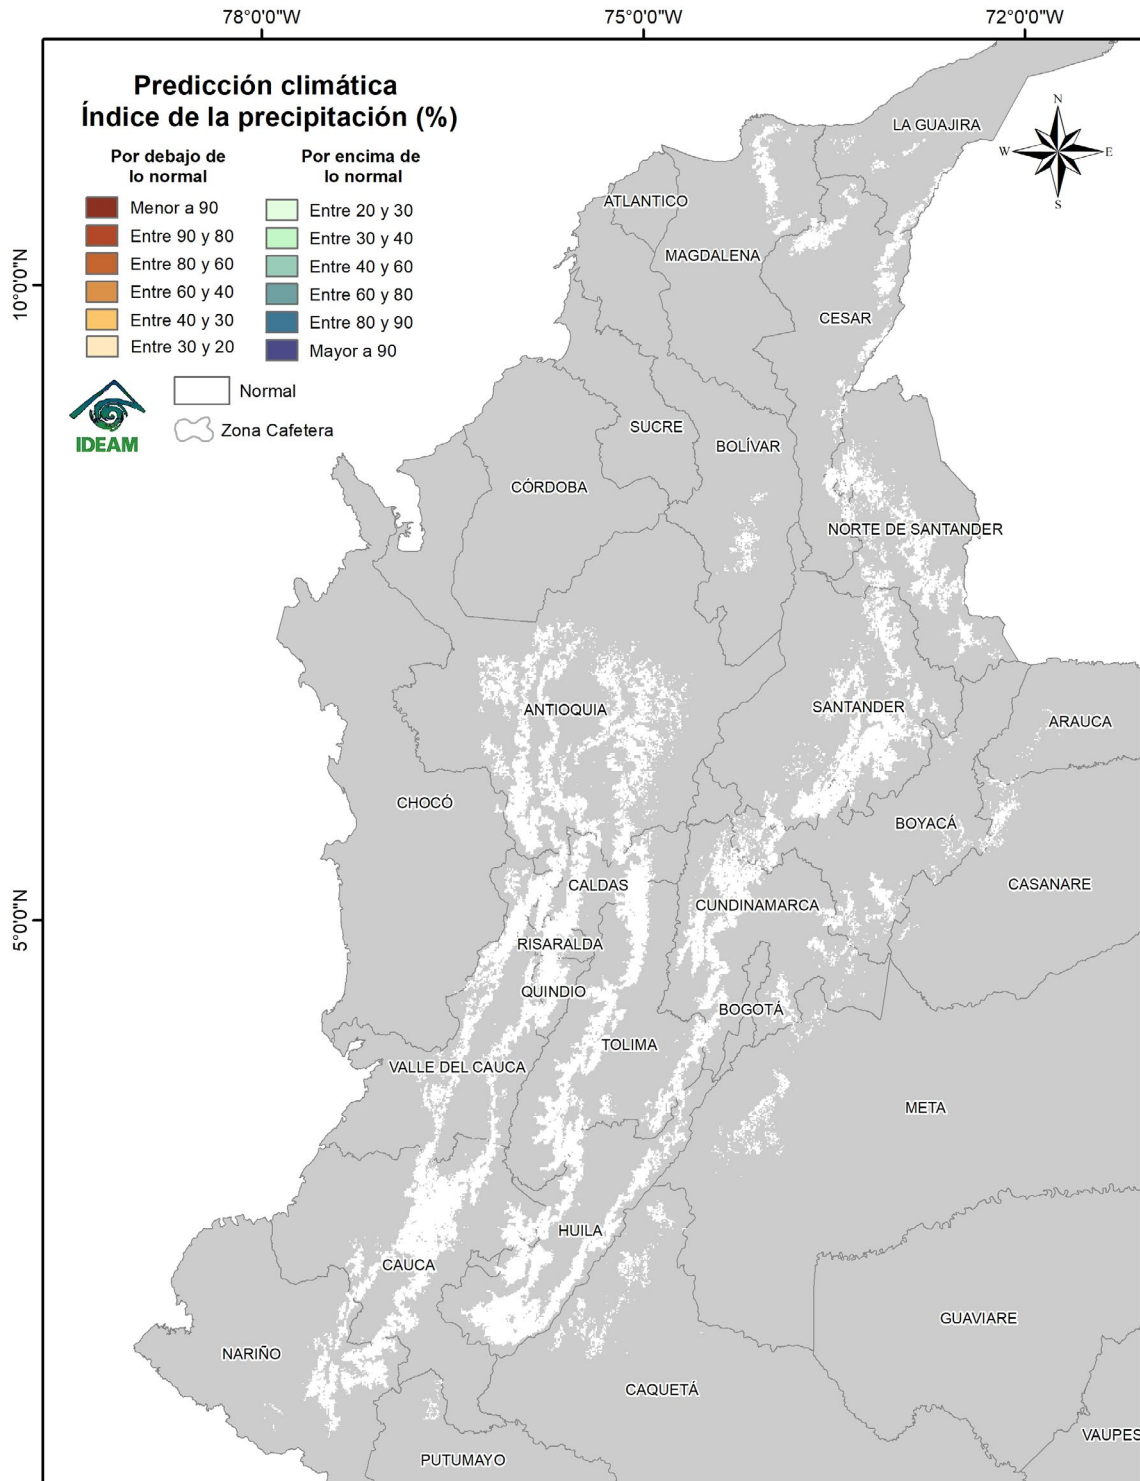 78°0'0"W
75°0'0"W
72°0'0"W
Predicción climática
Índice de la precipitación (%)
Por debajo de
lo normal
Menor a 90
Entre 90 y 80
Entre 80 y 60
Entre 60 y 40
Entre 40 y 30
Entre 30 y 20
Por encima de
lo normal
Entre 20 y 30
Entre 30 y 40
Entre 40 y 60
Entre 60 y 80
Entre 80 y 90
Mayor a 90
IDEAM
Normal
Zona Cafetera
N
W
E
S
10°0'0"N
5°0'0"N
LA GUAJIRA
ATLANTICO
MAGDALENA
CESAR
SUCRE
BOLÍVAR
CÓRDOBA
NORTE DE SANTANDER
ANTIOQUIA
SANTANDER
ARAUCA
CHOCÓ
BOYACÁ
CALDAS
CASANARE
CUNDINAMARCA
RISARALDA
QUINDIO
BOGOTÁ
TOLIMA
VALLE DEL CAUCA
META
HUILA
CAUCA
GUAVIARE
NARIÑO
CAQUETÁ
VAUPES
PUTUMAYO